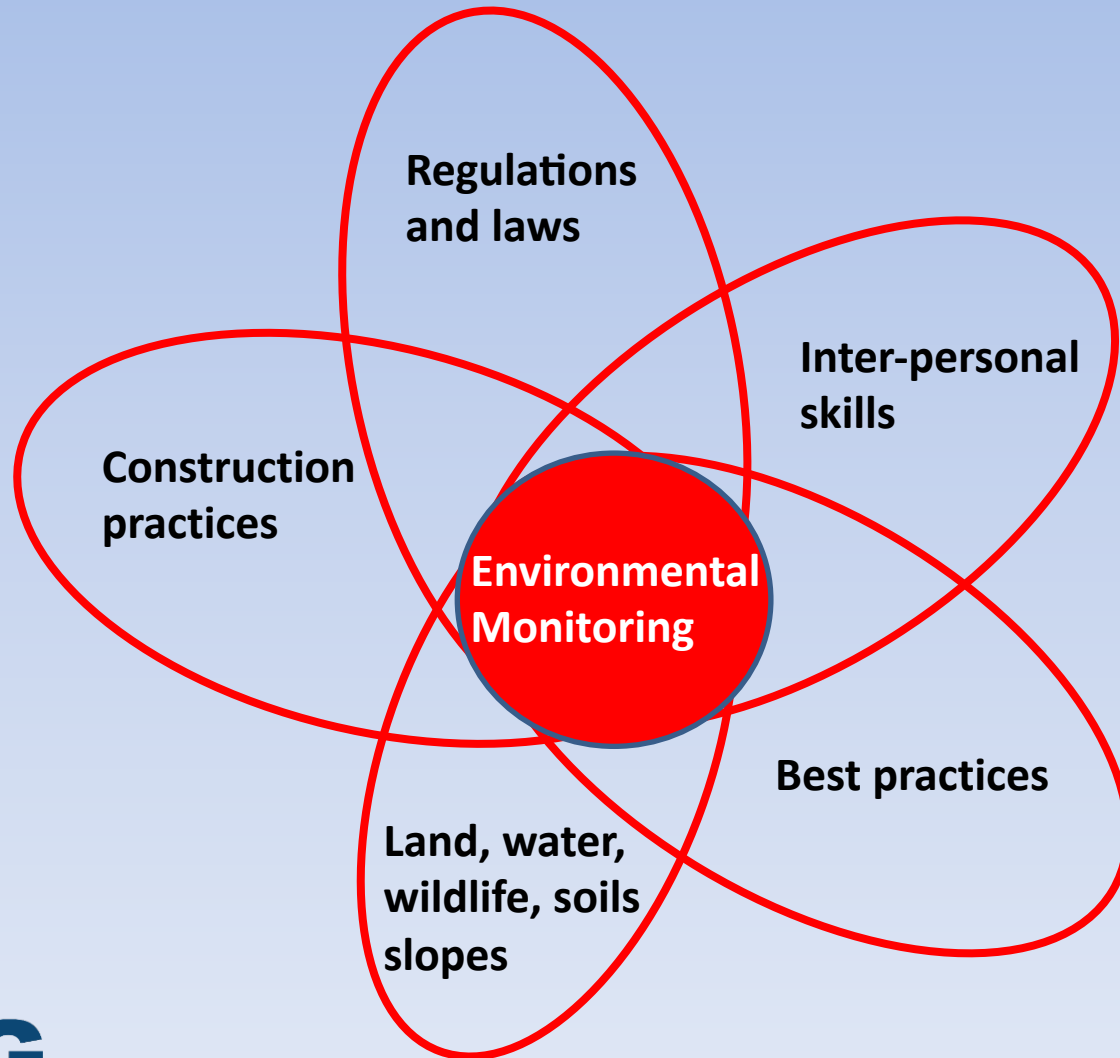 Regulations
and laws
Inter-personal
skills
Construction
practices
Environmental
Monitoring
Best practices
Land, water,
wildlife, soils
slopes